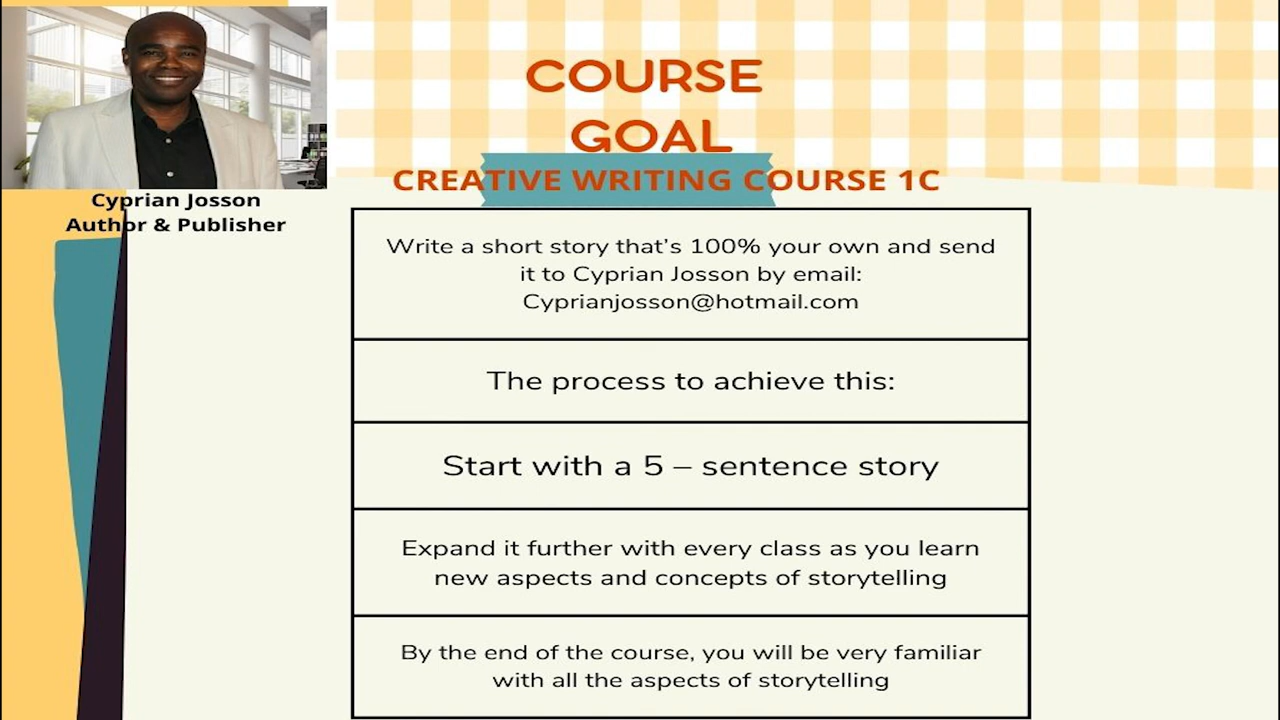 COURSE
GOAL
CREATIVE WRITING COURSE 1C
Cyprian Josson
Author & Publisher
Write a short story that's 100% your own and send
it to Cyprian Josson by email:
Cyprianjosson@hotmail.com
The process to achieve this:
Start with a 5 – sentence story
Expand it further with every class as you learn
new aspects and concepts of storytelling
By the end of the course, you will be very familiar
with all the aspects of storytelling